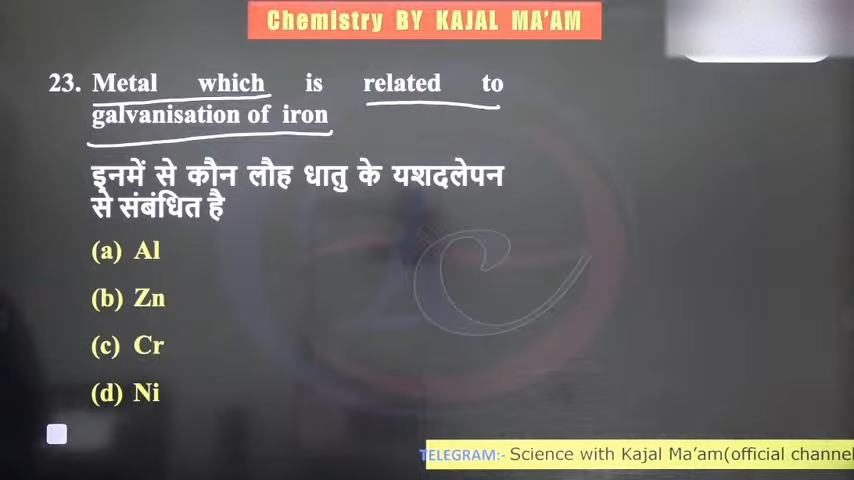 Chemistry BY KAJAL MA'AM
23. Metal which is related to
galvanisation of iron
इनमें से कौन लौह धातु के यशदलेपन
से संबंधित है
(a) Al
(b) Zn
(c) Cr
(d) Ni
TELEGRAM:- Science with Kajal Ma'am(official channel